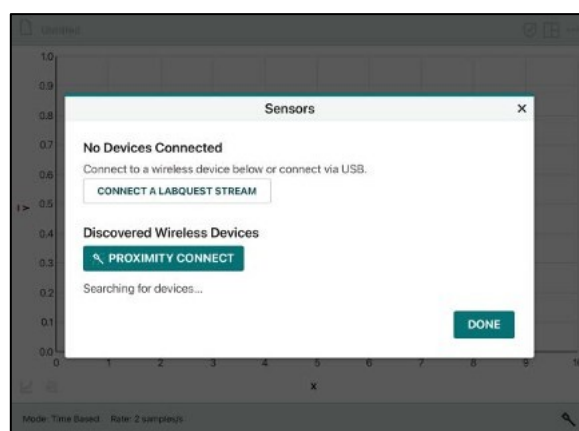 Untitled
1.0
0.9
0.8
0.7
0.6
0.5
0.4
0.3
0.2
0.1
0.0
Sensors ×
No Devices Connected
Connect to a wireless device below or connect via USB.
CONNECT A LABQUEST STREAM
Discovered Wireless Devices
PROXIMITY CONNECT
Searching for devices...
DONE
0 1 2 3 4 5 6 7 8 9
X
Mode: Time Based Rate: 2 samples/s